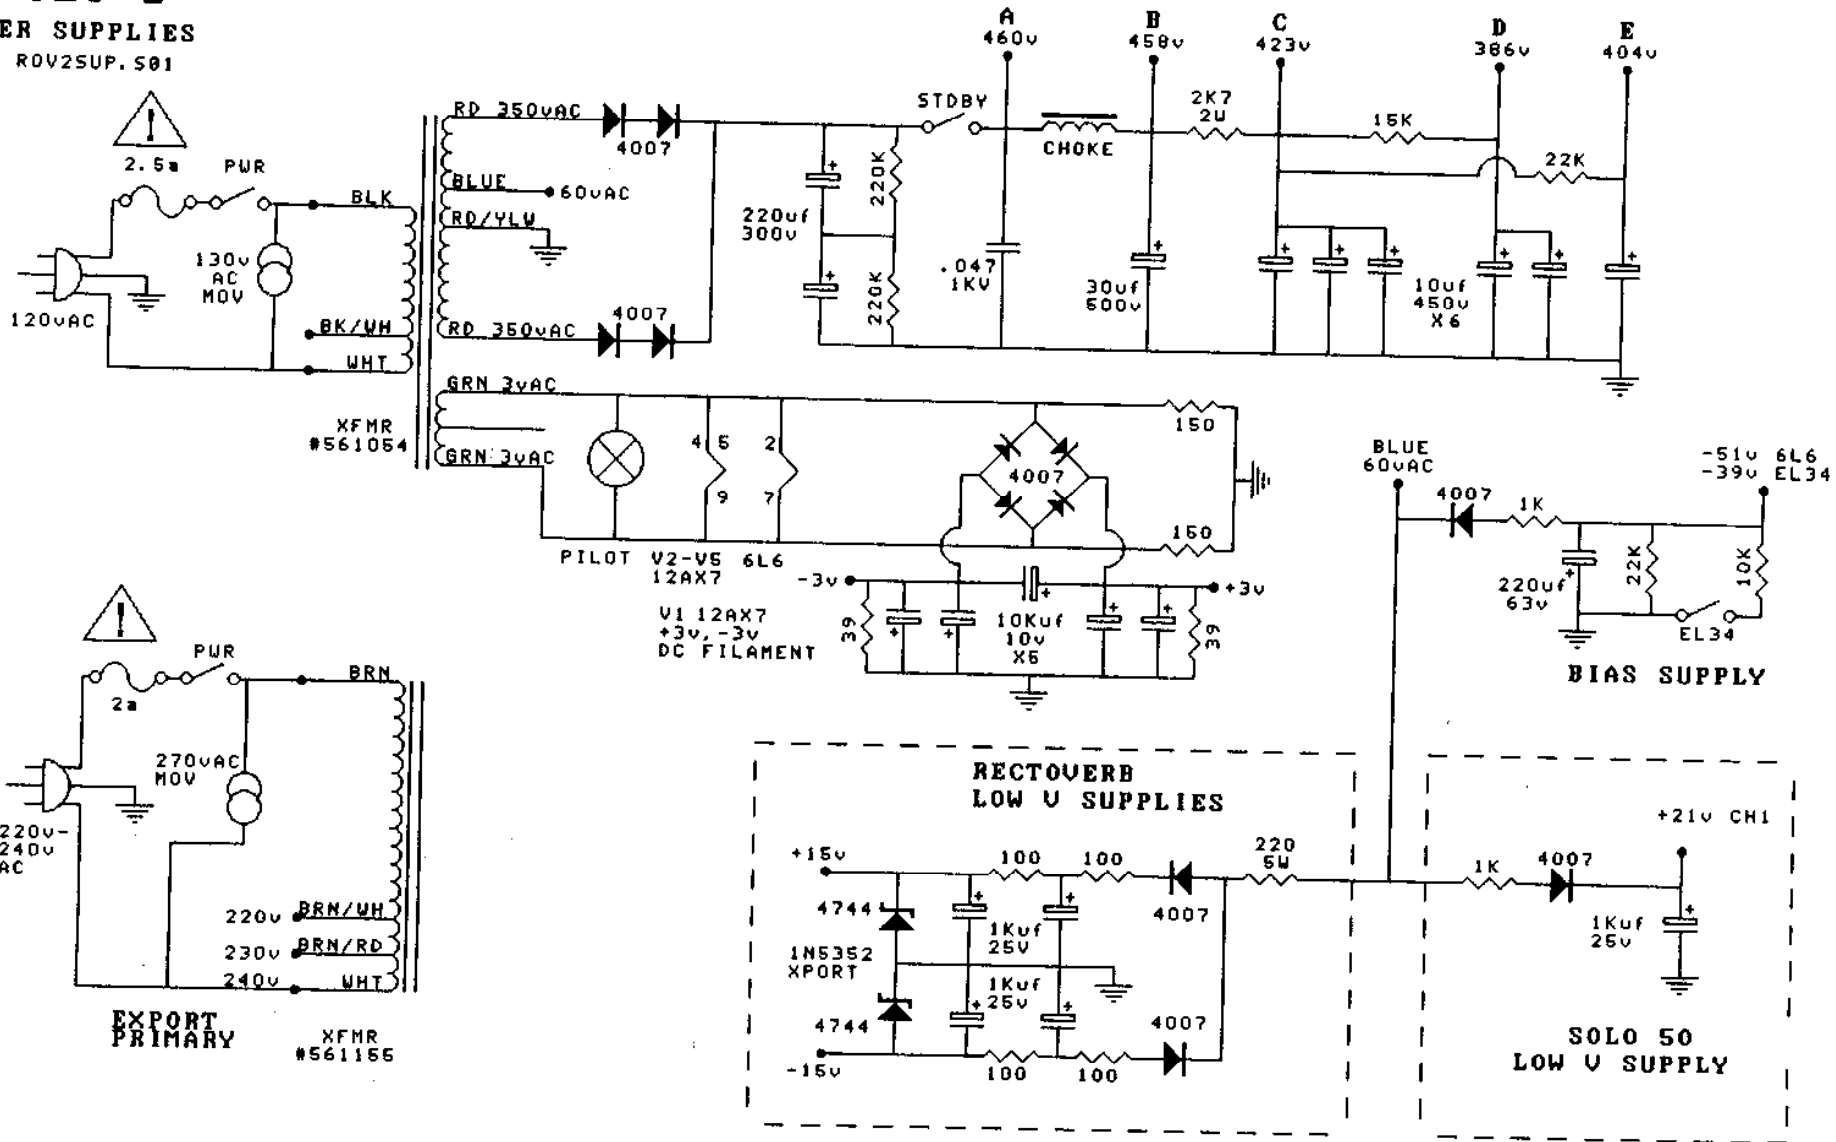 ER SUPPLIES
ROV2SUP.S01
2.5a
PWR
BLK
130v
AC
MOV
120vAC
BK/WH
WHT
XFMR
#561054
RD 350vAC
4007
BLUE
60vAC
RD/YLW
4007
RD 350vAC
GRN 3vAC
GRN 3vAC
220uf
300v
220K
220K
STDBY
A
460v
.047
1KV
CHOKE
B
458v
30uf
500v
2K7
2W
C
423v
15K
D
386v
E
404v
22K
10uf
450v
X6
4 5
9
2
7
4007
150
150
PILOT
V2-V5
12AX7
6L6
V1 12AX7
+3v,-3v
DC FILAMENT
-3v
+3v
39
10Kuf
10v
X5
39
BLUE
60vAC
4007
1K
-51v 6L6
-39v EL34
220uf
63v
22K
10K
EL34
BIAS SUPPLY
PWR
2a
BRN
270vAC
MOV
220v-
240v
AC
220v
BRN/WH
230v
BRN/RD
240v
WHT
EXPORT
PRIMARY
XFMR
#561155
RECTOVERB
LOW V SUPPLIES
+15v
100
100
220
5W
4744
4007
1N5352
XPORT
1Kuf
25V
1Kuf
25v
4744
4007
-15v
100
100
1K
4007
+21v CH1
1Kuf
25v
SOLO 50
LOW V SUPPLY